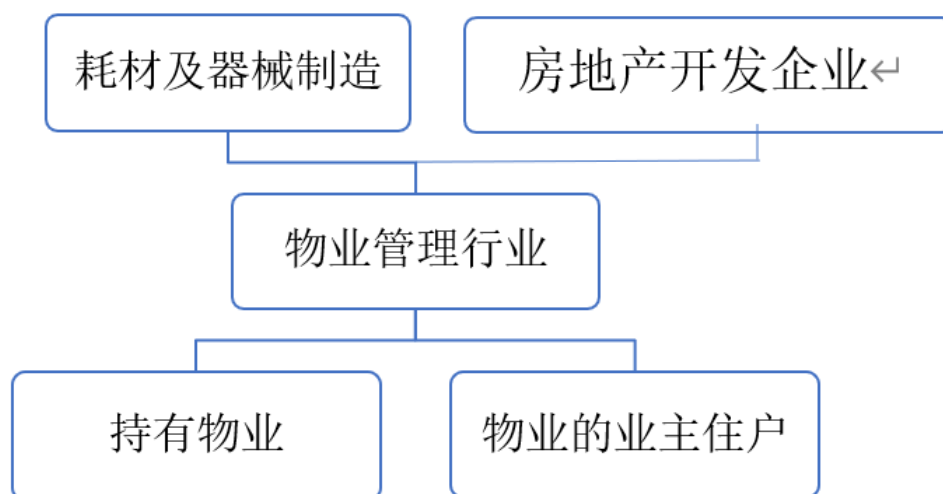 耗材及器械制造
房地产开发企业
物业管理行业
持有物业
物业的业主住户